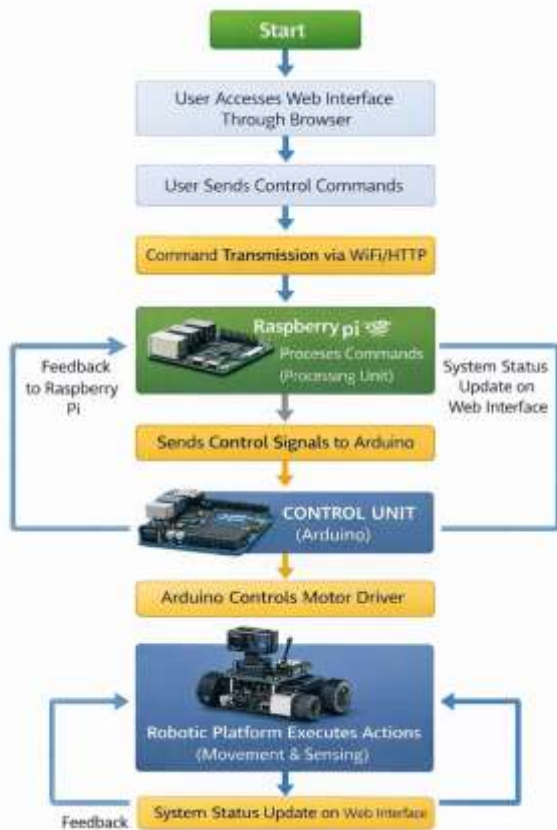 Start
User Accesses Web Interface
Through Browser
User Sends Control Commands
Command Transmission via WiFi/HTTP
Raspberry pi
Proceses Commands
(Processing Unit)
Feedback
to Raspberry
Pi
System Status
Update on
Web Interface
Sends Control Signals to Arduino
CONTROL UNIT
(Arduino)
Arduino Controls Motor Driver
Robotic Platform Executes Actions
(Movement & Sensing)
System Status Update on Web Interface
Feedback